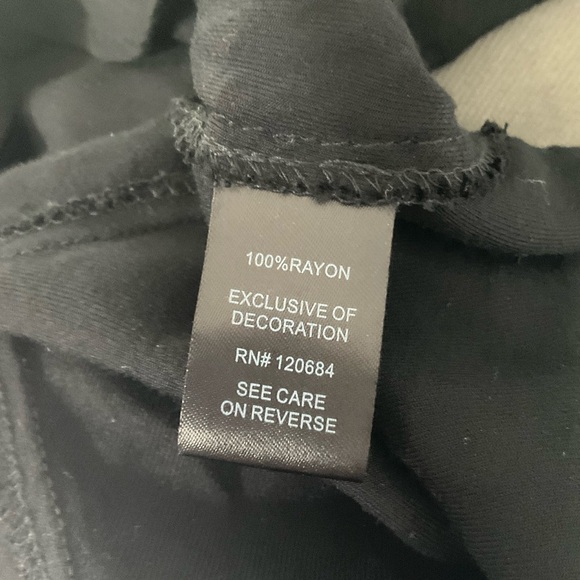 100%RAYON
EXCLUSIVE OF
DECORATION
RN# 120684
SEE CARE
ON REVERSE